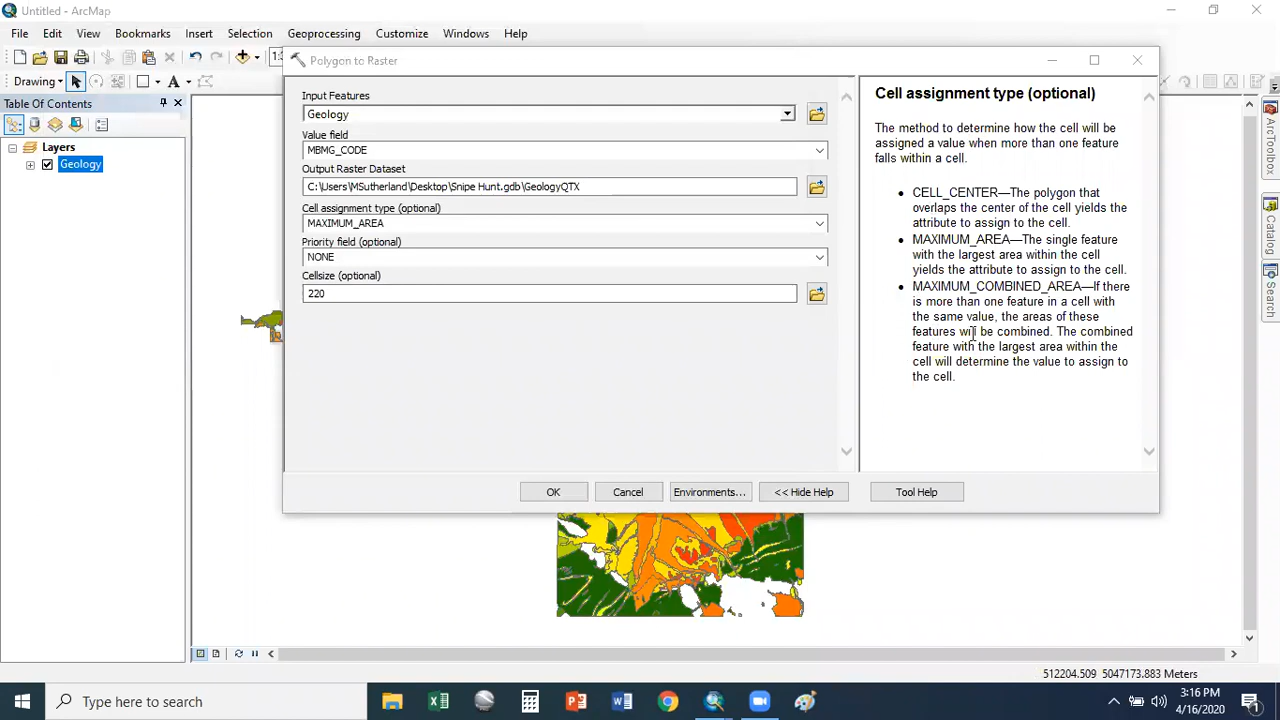 Untitled - ArcMap
File Edit View Bookmarks Insert Selection Geoprocessing Customize Windows Help
Drawing
A
Table Of Contents
Layers
Geology
Polygon to Raster
Input Features
Geology
Value field
MBMG_CODE
Output Raster Dataset
C:\Users\MSutherland\Desktop\Snipe Hunt.gdb\GeologyQTX
Cell assignment type (optional)
MAXIMUM_AREA
Priority field (optional)
NONE
Cellsize (optional)
220
OK Cancel Environments... << Hide Help Tool Help
Cell assignment type (optional)
The method to determine how the cell will be
assigned a value when more than one feature
falls within a cell.
• CELL_CENTER—The polygon that
overlaps the center of the cell yields the
attribute to assign to the cell.
• MAXIMUM_AREA—The single feature
with the largest area within the cell
yields the attribute to assign to the cell.
• MAXIMUM_COMBINED_AREA—If there
is more than one feature in a cell with
the same value, the areas of these
features will be combined. The combined
feature with the largest area within the
cell will determine the value to assign to
the cell.
ArcToolbox
Catalog
Search
512204.509 5047173.883 Meters
Type here to search
3:16 PM
4/16/2020